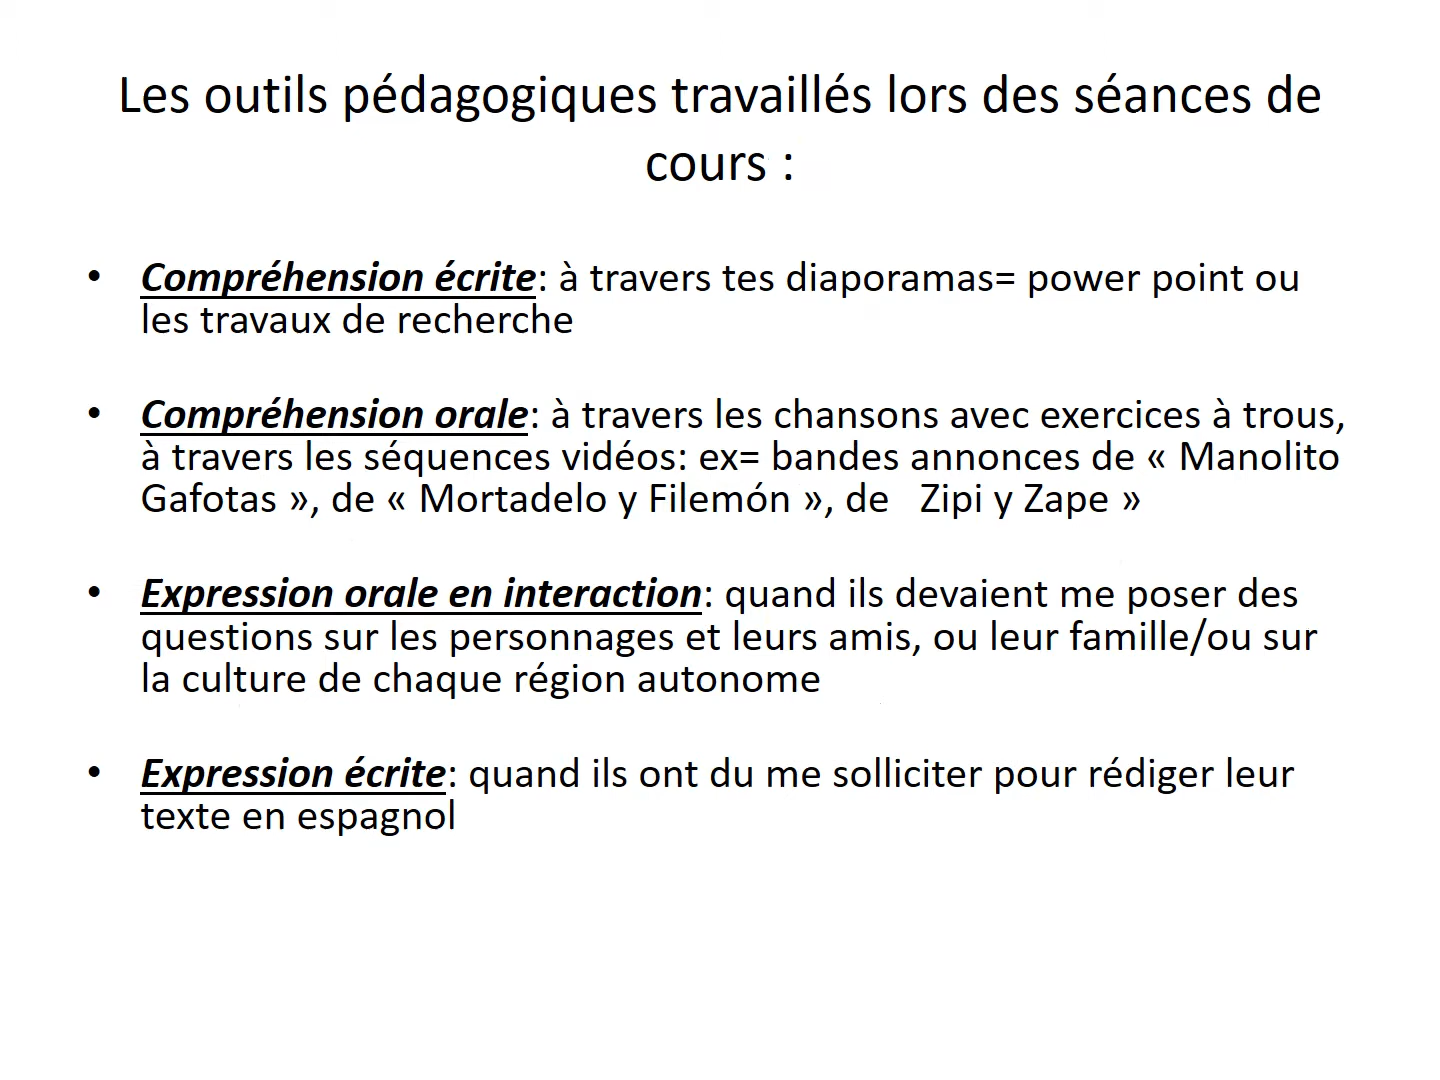 Les outils pédagogiques travaillés lors des séances de
cours :
• Compréhension écrite: à travers tes diaporamas= power point ou
les travaux de recherche
• Compréhension orale: à travers les chansons avec exercices à trous,
à travers les séquences vidéos: ex= bandes annonces de « Manolito
Gafotas », de « Mortadelo y Filemón », de   Zipi y Zape »
• Expression orale en interaction: quand ils devaient me poser des
questions sur les personnages et leurs amis, ou leur famille/ou sur
la culture de chaque région autonome
• Expression écrite: quand ils ont du me solliciter pour rédiger leur
texte en espagnol